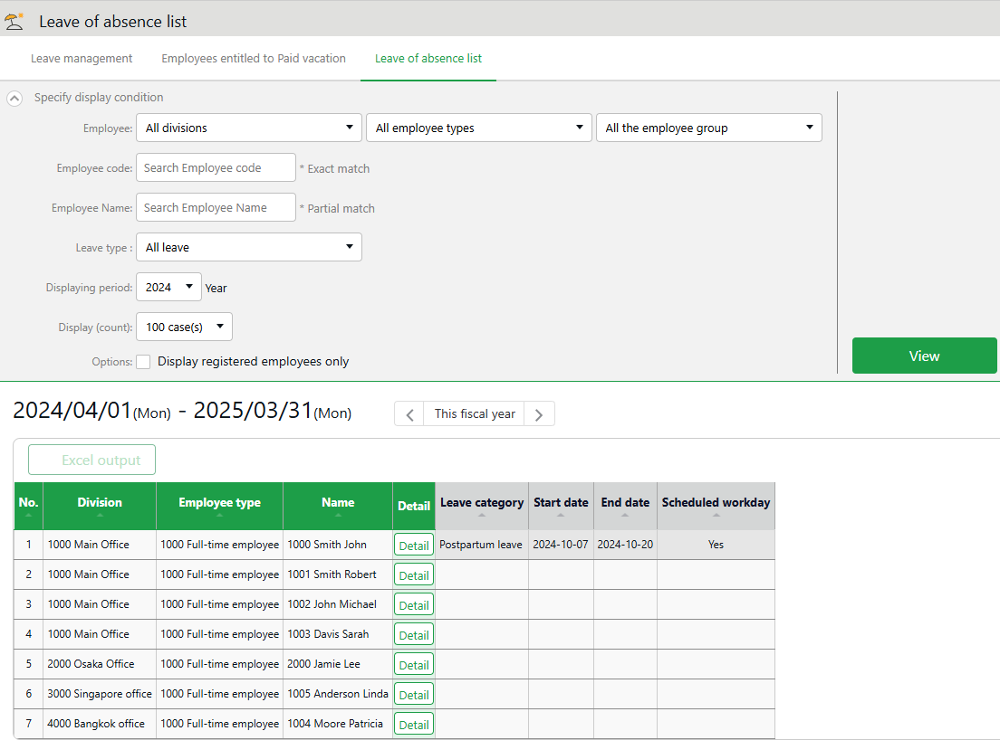 Leave of absence list
Leave management Employees entitled to Paid vacation Leave of absence list
Specify display condition
Employee: All divisions All employee types All the employee group
Employee code: Search Employee code * Exact match
Employee Name: Search Employee Name * Partial match
Leave type : All leave
Displaying period: 2024 Year
Display (count): 100 case(s)
Options: Display registered employees only
View
2024/04/01(Mon) - 2025/03/31(Mon) This fiscal year
Excel output
No. Division Employee type Name Detail Leave category Start date End date Scheduled workday
1 1000 Main Office 1000 Full-time employee 1000 Smith John Detail Postpartum leave 2024-10-07 2024-10-20 Yes
2 1000 Main Office 1000 Full-time employee 1001 Smith Robert Detail
3 1000 Main Office 1000 Full-time employee 1002 John Michael Detail
4 1000 Main Office 1000 Full-time employee 1003 Davis Sarah Detail
5 2000 Osaka Office 1000 Full-time employee 2000 Jamie Lee Detail
6 3000 Singapore office 1000 Full-time employee 1005 Anderson Linda Detail
7 4000 Bangkok office 1000 Full-time employee 1004 Moore Patricia Detail